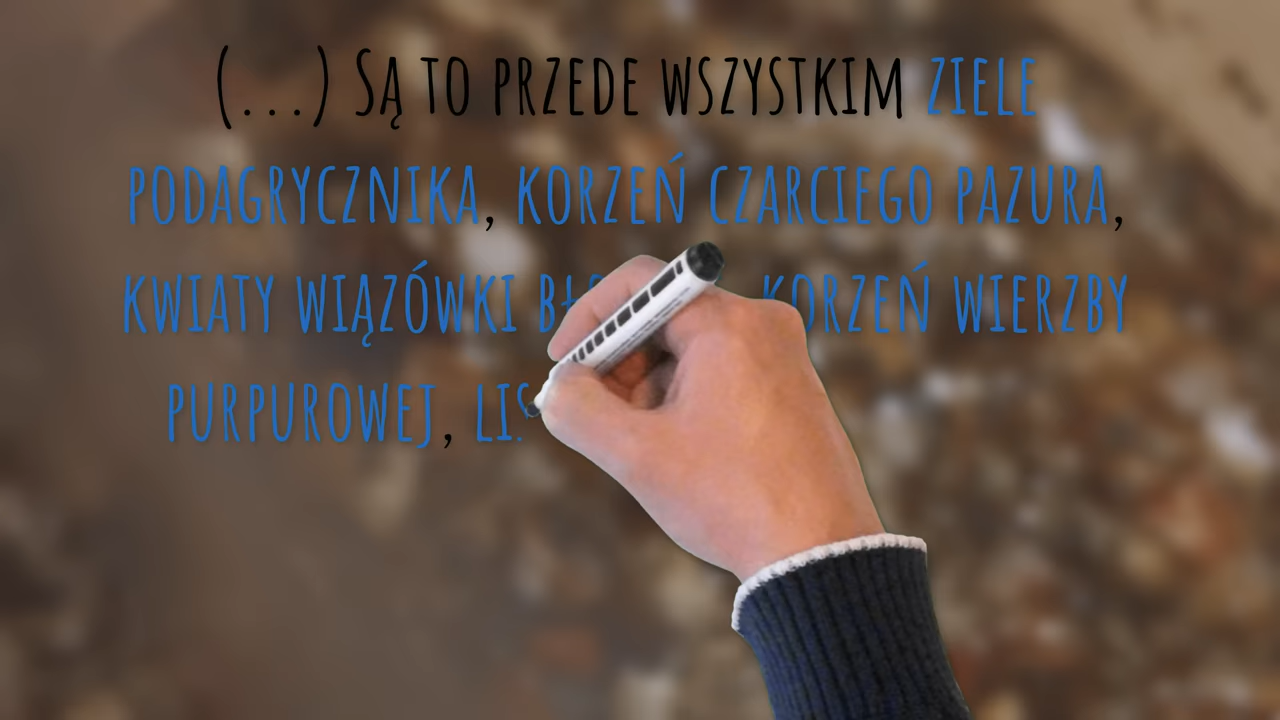 (...) Są to przede wszystkim ziele
podagrycznika, korzeń czarciego pazura,
kwiaty wiązówki korzeń wierzby
purpurowej,